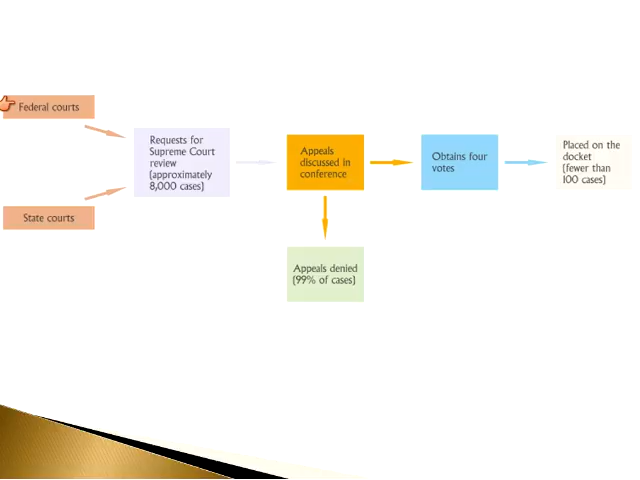 Federal courts
State courts
Requests for
Supreme Court
review
(approximately
8,000 cases)
Appeals
discussed in
conference
Appeals denied
(99% of cases)
Obtains four
votes
Placed on the
docket
(fewer than
100 cases)